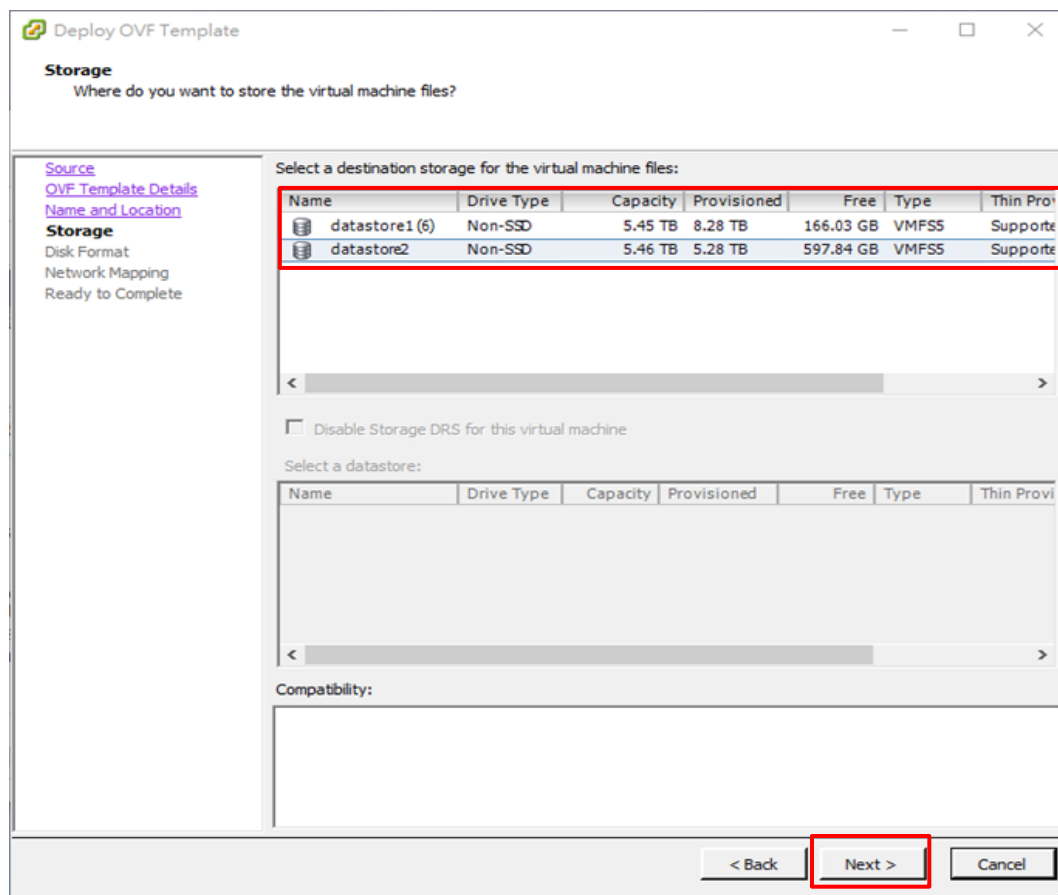 Deploy OVF Template
Storage
Where do you want to store the virtual machine files?
Source
OVF Template Details
Name and Location
Storage
Disk Format
Network Mapping
Ready to Complete
Select a destination storage for the virtual machine files:
Name Drive Type Capacity Provisioned Free Type Thin Prov
datastore1 (6) Non-SSD 5.45 TB 8.28 TB 166.03 GB VMFS5 Supporte
datastore2 Non-SSD 5.46 TB 5.28 TB 597.84 GB VMFS5 Supporte
Disable Storage DRS for this virtual machine
Select a datastore:
Name Drive Type Capacity Provisioned Free Type Thin Provi
Compatibility:
< Back Next > Cancel